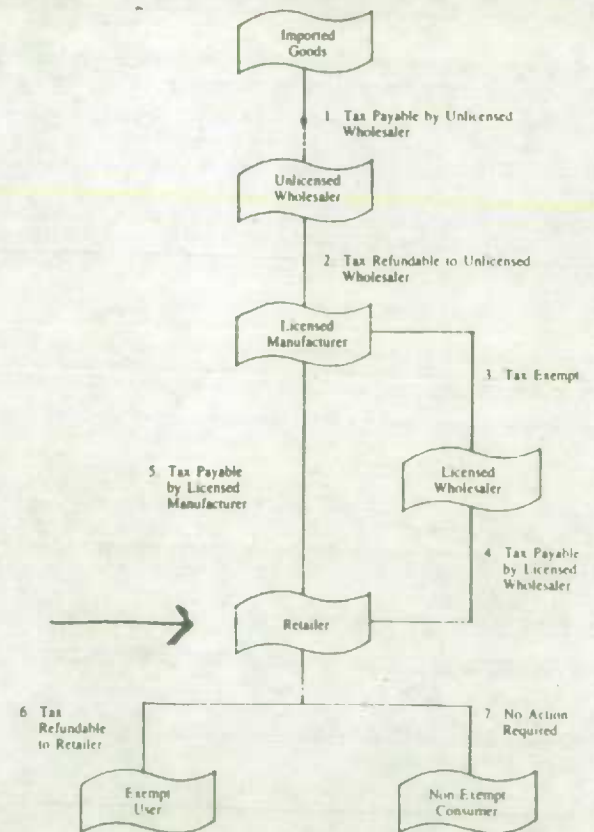 Imported
Goods
1. Tax Payable by Unlicensed
Wholesaler
Unlicensed
Wholesaler
2. Tax Refundable to Unlicensed
Wholesaler
Licensed
Manufacturer
3. Tax Exempt
Licensed
Wholesaler
5. Tax Payable
by Licensed
Manufacturer
4. Tax Payable
by Licensed
Wholesaler
Retailer
6. Tax
Refundable
to Retailer
7. No Action
Required
Exempt
User
Non Exempt
Consumer